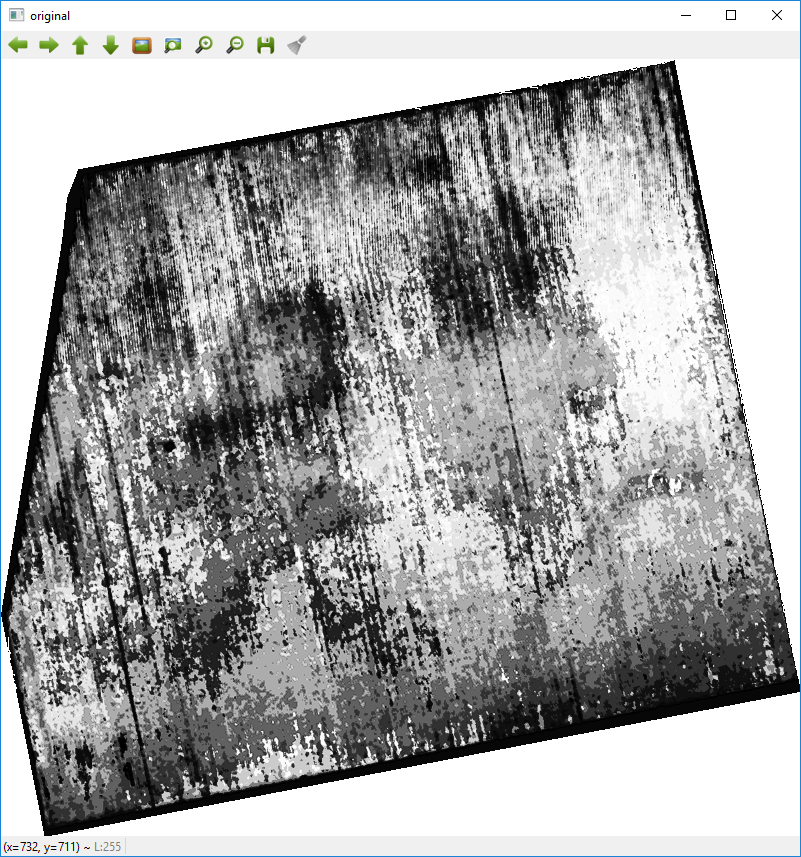 original
(x=732, y=711) ~ L:255